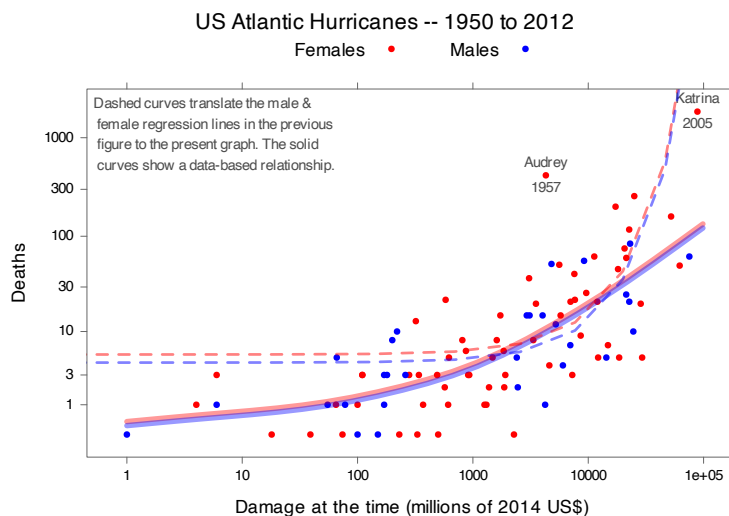 US Atlantic Hurricanes -- 1950 to 2012
Females Males
Dashed curves translate the male &
female regression lines in the previous
figure to the present graph. The solid
curves show a data-based relationship.
Katrina
2005
Audrey
1957
Deaths
1000
300
100
30
10
3
1
1 10 100 1000 10000 1e+05
Damage at the time (millions of 2014 US$)